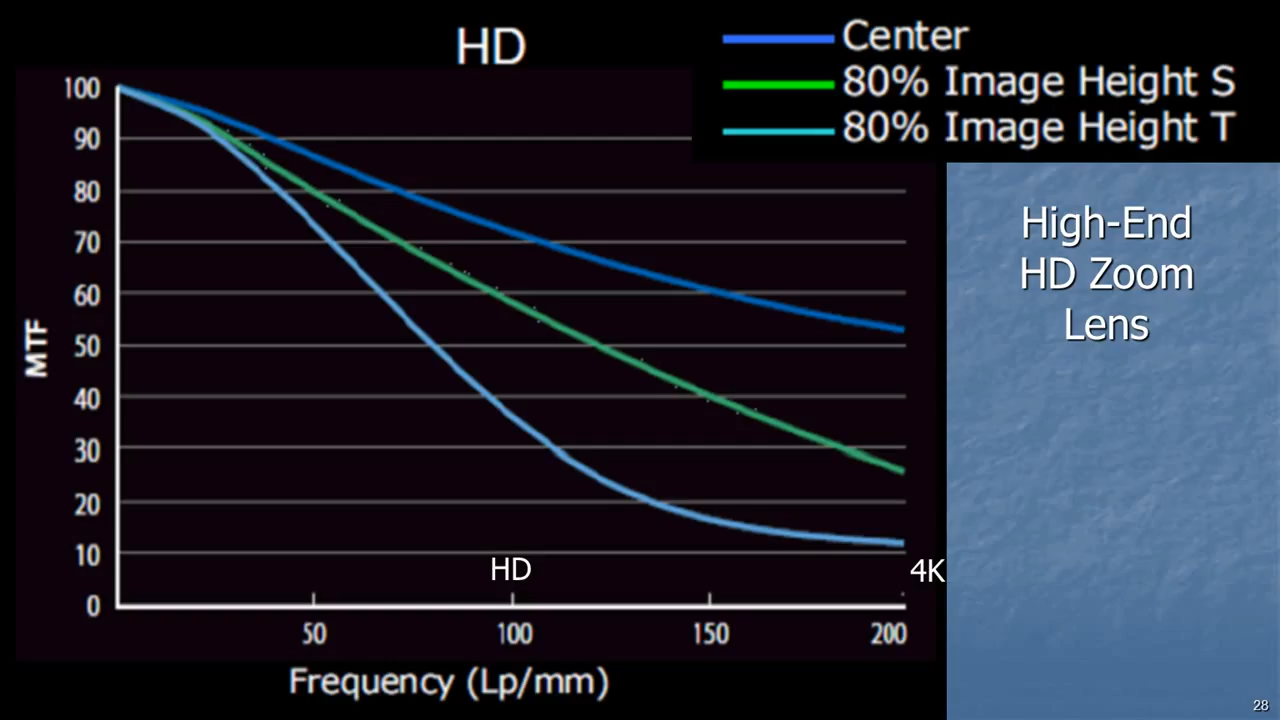 HD
Center
80% Image Height S
80% Image Height T
High-End
HD Zoom
Lens
100
90
80
70
60
50
40
30
20
10
0
MTF
HD
4K
50
100
150
200
Frequency (Lp/mm)
28